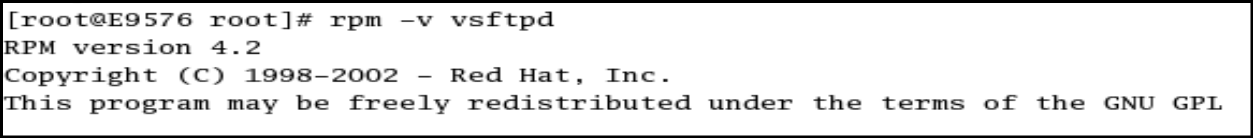 [root@E9576 root]# rpm -v vsftpd
RPM version 4.2
Copyright (C) 1998-2002 - Red Hat, Inc.
This program may be freely redistributed under the terms of the GNU GPL